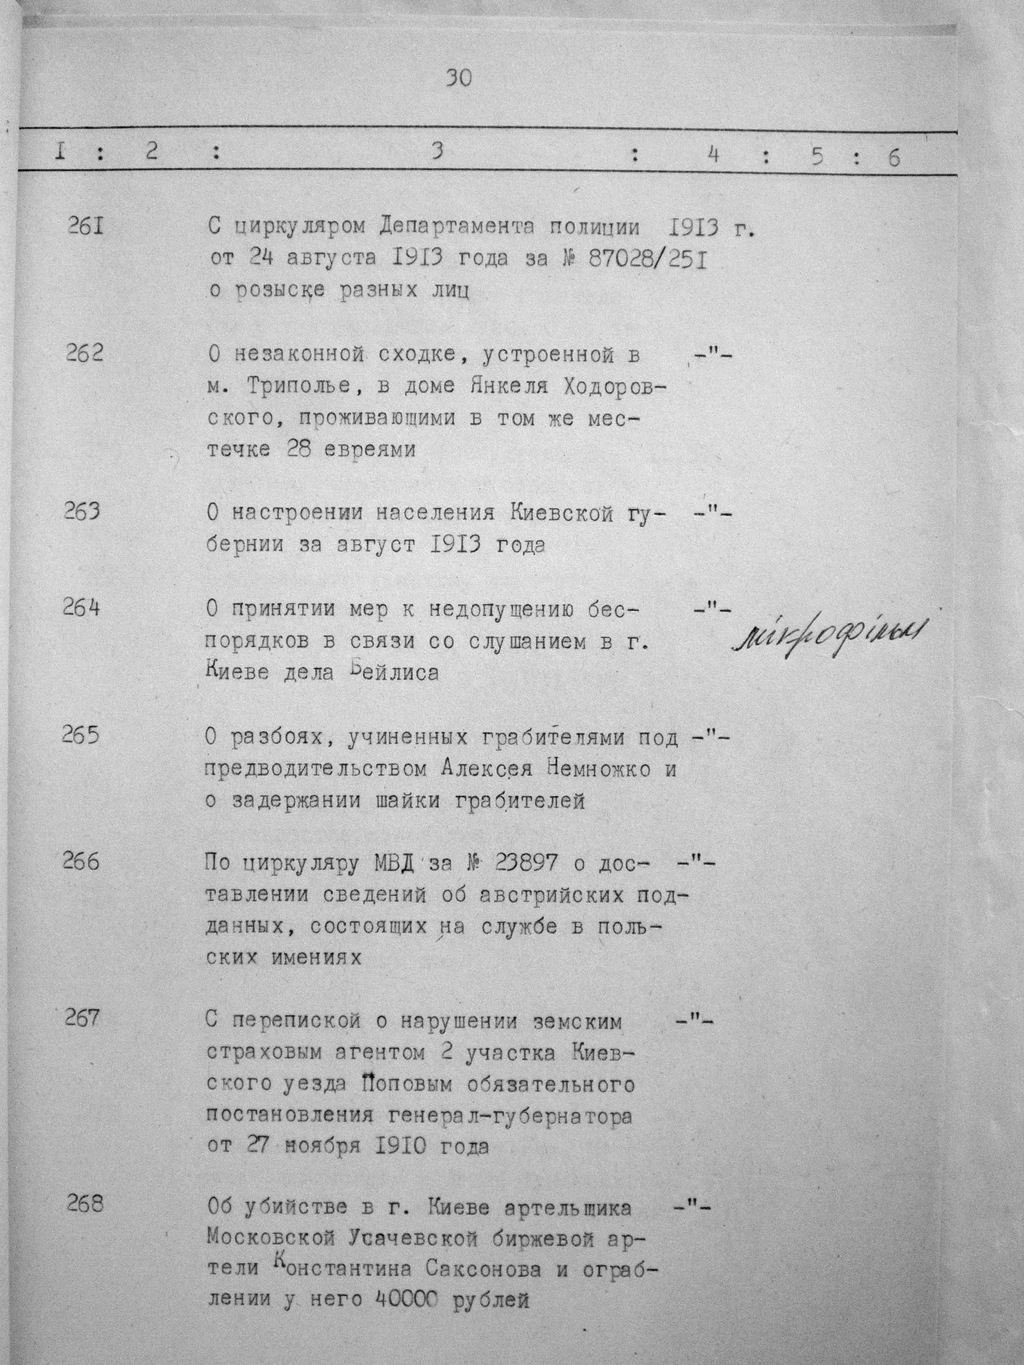 30
I : 2 : 3 : 4 : 5 : 6
261 С циркуляром Департамента полиции 1913 г.
от 24 августа 1913 года за № 87028/251
о розыске разных лиц
262 О незаконной сходке, устроенной в -"-
м. Триполье, в доме Янкеля Ходоров-
ского, проживающими в том же мес-
течке 28 евреями
263 О настроении населения Киевской гу- -"-
бернии за август 1913 года
264 О принятии мер к недопущению бес- -"-
порядков в связи со слушанием в г. мікрофільм
Киеве дела Бейлиса
265 О разбоях, учиненных грабителями под -"-
предводительством Алексея Немножко и
о задержании шайки грабителей
266 По циркуляру МВД за № 23897 о дос- -"-
тавлении сведений об австрийских под-
данных, состоящих на службе в поль-
ских имениях
267 С перепиской о нарушении земским -"-
страховым агентом 2 участка Киев-
ского уезда Поповым обязательного
постановления генерал-губернатора
от 27 ноября 1910 года
268 Об убийстве в г. Киеве артельщика -"-
Московской Усачевской биржевой ар-
тели Константина Саксонова и ограб-
лении у него 40000 рублей